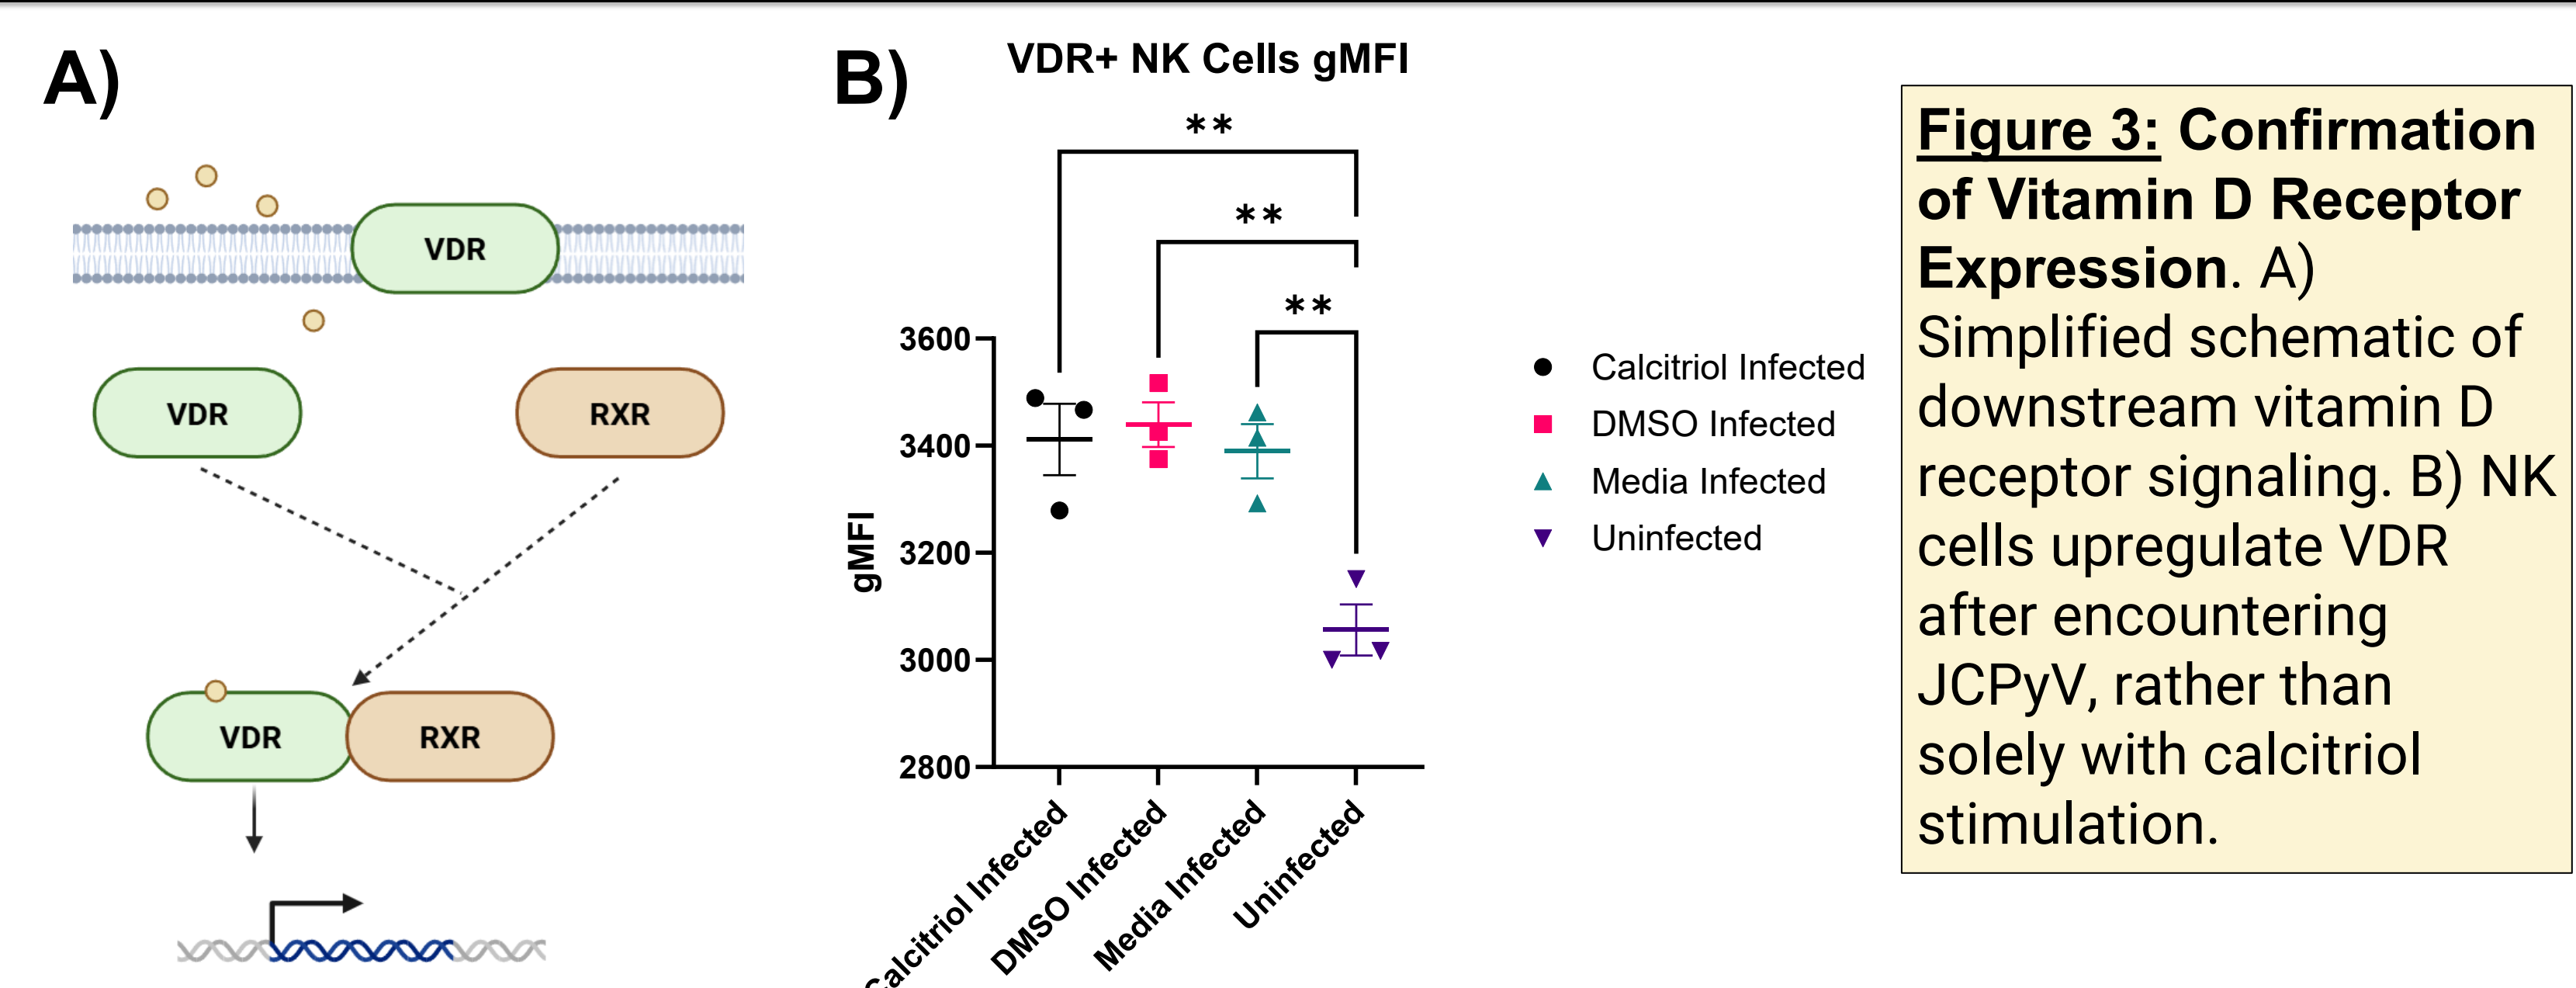 A)
VDR
VDR
RXR
VDR
RXR
B)
VDR+ NK Cells gMFI
**
**
**
gMFI
3600
3400
3200
3000
2800
Calcitriol Infected
DMSO Infected
Media Infected
Uninfected
Calcitriol Infected
DMSO Infected
Media Infected
Uninfected
Figure 3: Confirmation
of Vitamin D Receptor
Expression. A)
Simplified schematic of
downstream vitamin D
receptor signaling. B) NK
cells upregulate VDR
after encountering
JCPyV, rather than
solely with calcitriol
stimulation.